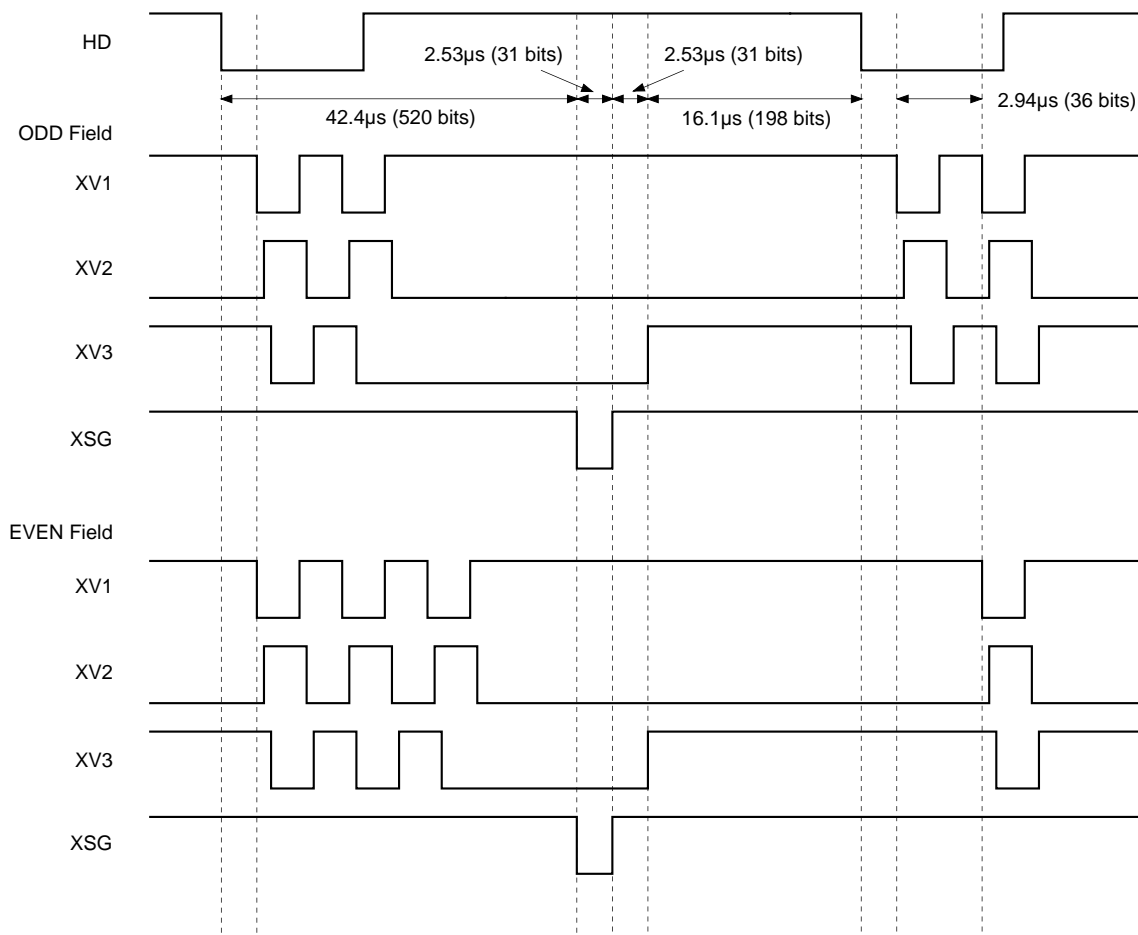 HD
2.53µs (31 bits)
2.53µs (31 bits)
42.4µs (520 bits)
16.1µs (198 bits)
2.94µs (36 bits)
ODD Field
XV1
XV2
XV3
XSG
EVEN Field
XV1
XV2
XV3
XSG